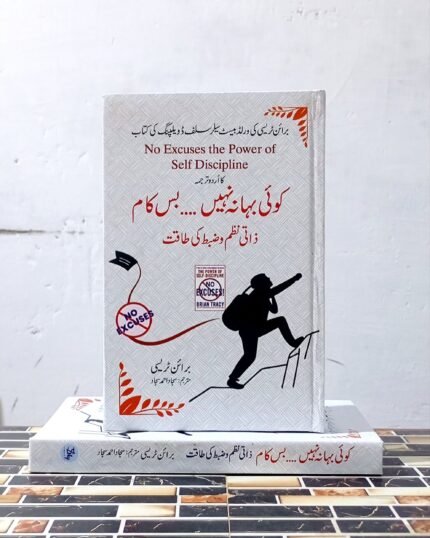 برائن ٹریسی کی ورلڈ بیسٹ سیلر سلف ڈویلپنگ کی کتاب
No Excuses the Power of
Self Discipline
کا اُردو ترجمہ
کوئی بہانہ نہیں .... بس کام
ذاتی نظم و ضبط کی طاقت
THE POWER OF
SELF-DISCIPLINE
NO
EXCUSES!
BRIAN TRACY
NO
EXCUSES
برائن ٹریسی
مترجم: سجاد احمد سجاد
کوئی بہانہ نہیں .... بس کام ذاتی نظم و ضبط کی طاقت برائن ٹریسی مترجم: سجاد احمد سجاد